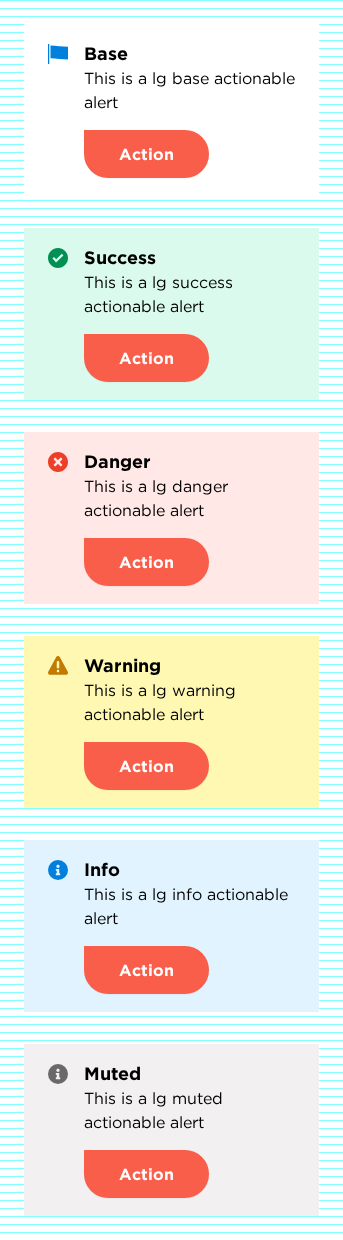 Base
This is a lg base actionable
alert
Action
Success
This is a lg success
actionable alert
Action
Danger
This is a lg danger
actionable alert
Action
Warning
This is a lg warning
actionable alert
Action
Info
This is a lg info actionable
alert
Action
Muted
This is a lg muted
actionable alert
Action